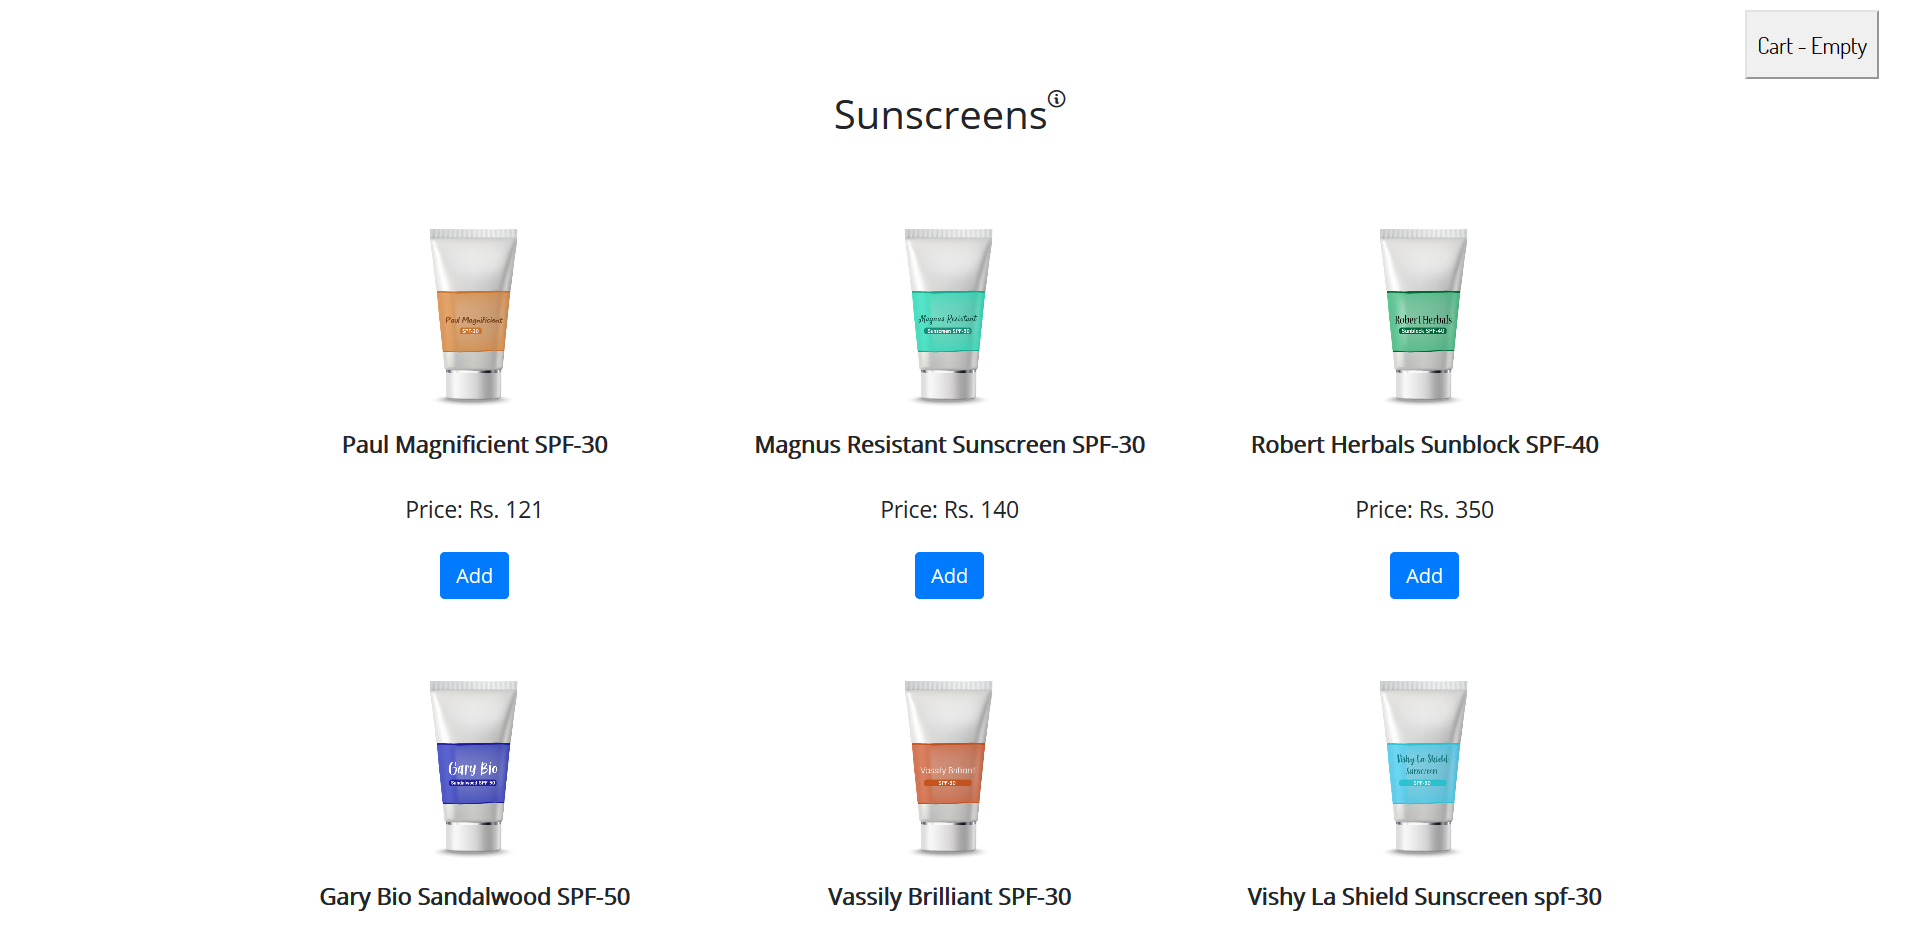 Cart - Empty
Sunscreens
Paul Magnificient
SPF-30
Magnus Resistant
Sunscreen SPF-30
Robert Herbals
Sunblock SPF-40
Paul Magnificient SPF-30
Magnus Resistant Sunscreen SPF-30
Robert Herbals Sunblock SPF-40
Price: Rs. 121
Price: Rs. 140
Price: Rs. 350
Add
Add
Add
Gary Bio
Sandalwood SPF-50
Vassily Brilliant
SPF-30
Vishy La Shield
Sunscreen
SPF-30
Gary Bio Sandalwood SPF-50
Vassily Brilliant SPF-30
Vishy La Shield Sunscreen spf-30